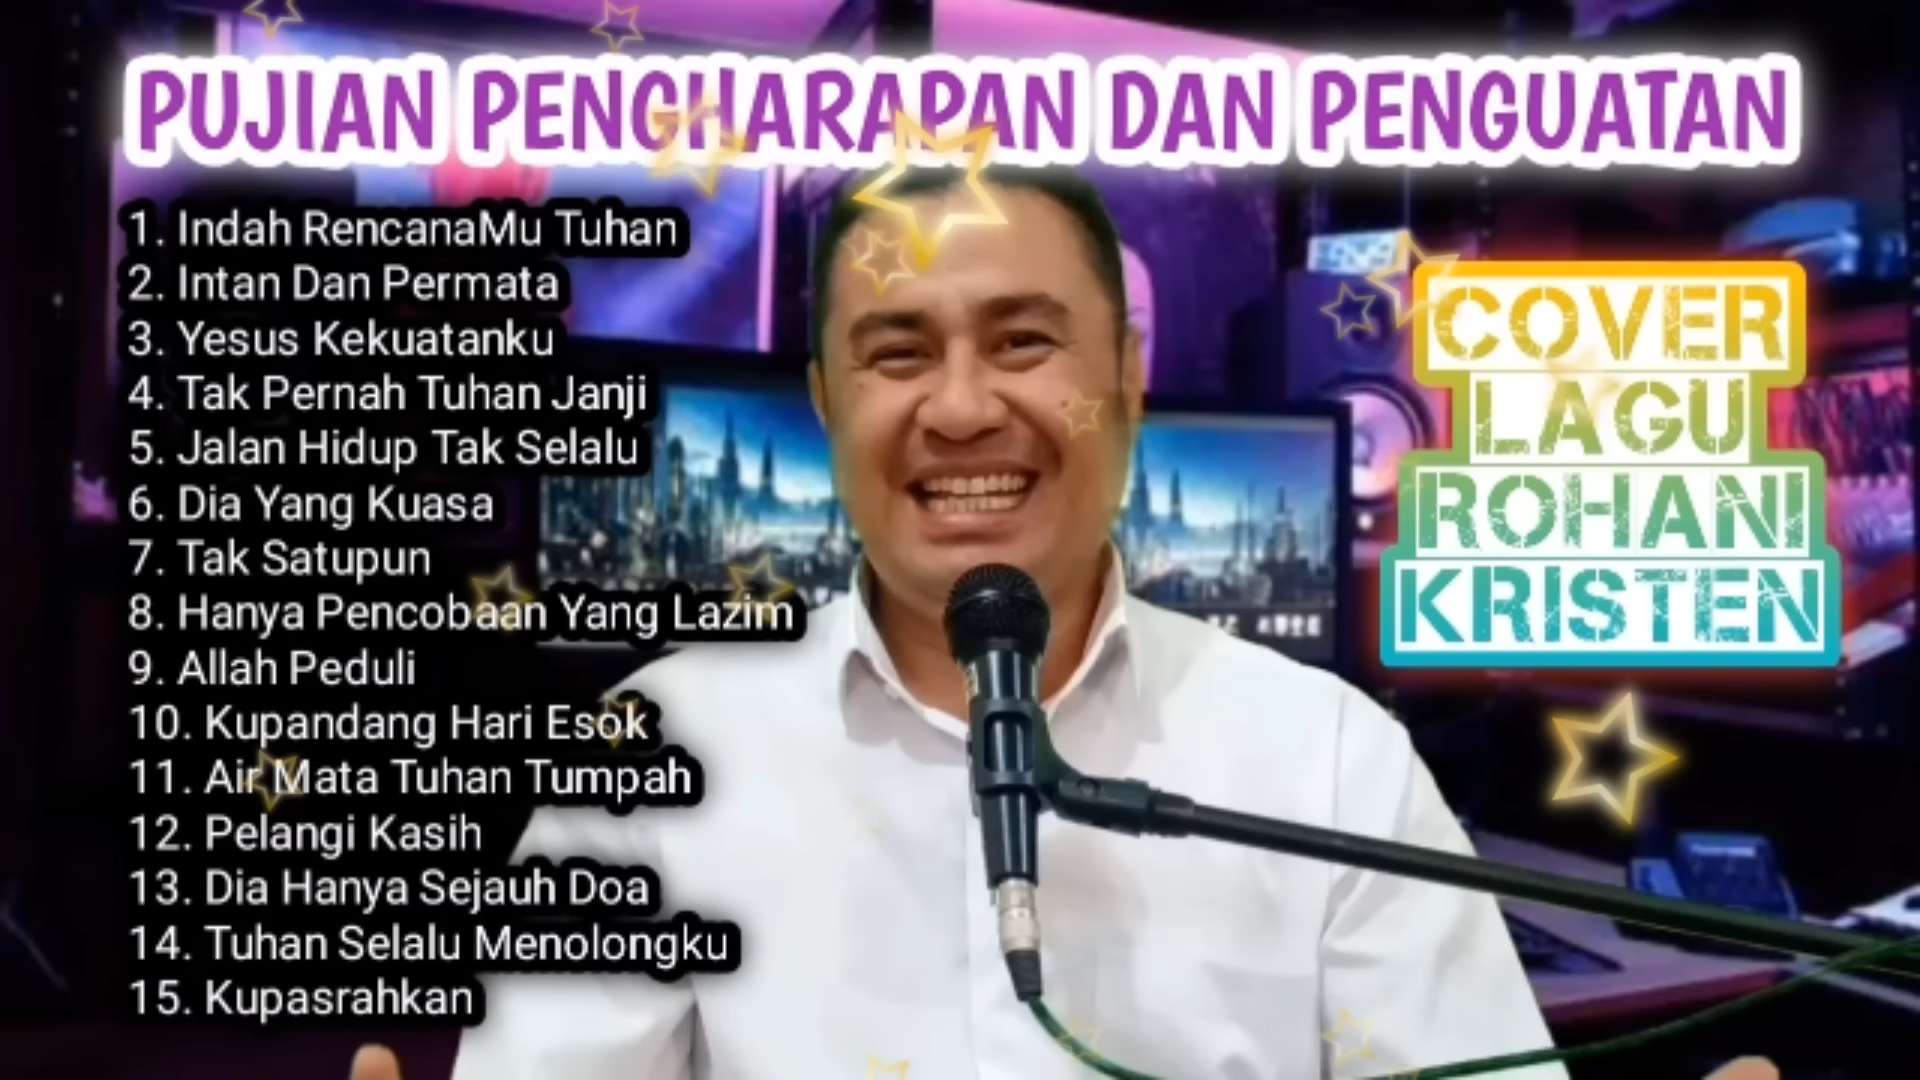 PUJIAN PENGHARAPAN DAN PENGUATAN
1. Indah RencanaMu Tuhan
2. Intan Dan Permata
3. Yesus Kekuatanku
4. Tak Pernah Tuhan Janji
5. Jalan Hidup Tak Selalu
6. Dia Yang Kuasa
7. Tak Satupun
8. Hanya Pencobaan Yang Lazim
9. Allah Peduli
10. Kupandang Hari Esok
11. Air Mata Tuhan Tumpah
12. Pelangi Kasih
13. Dia Hanya Sejauh Doa
14. Tuhan Selalu Menolongku
15. Kupasrahkan
COVER
LAGU
ROHANI
KRISTEN